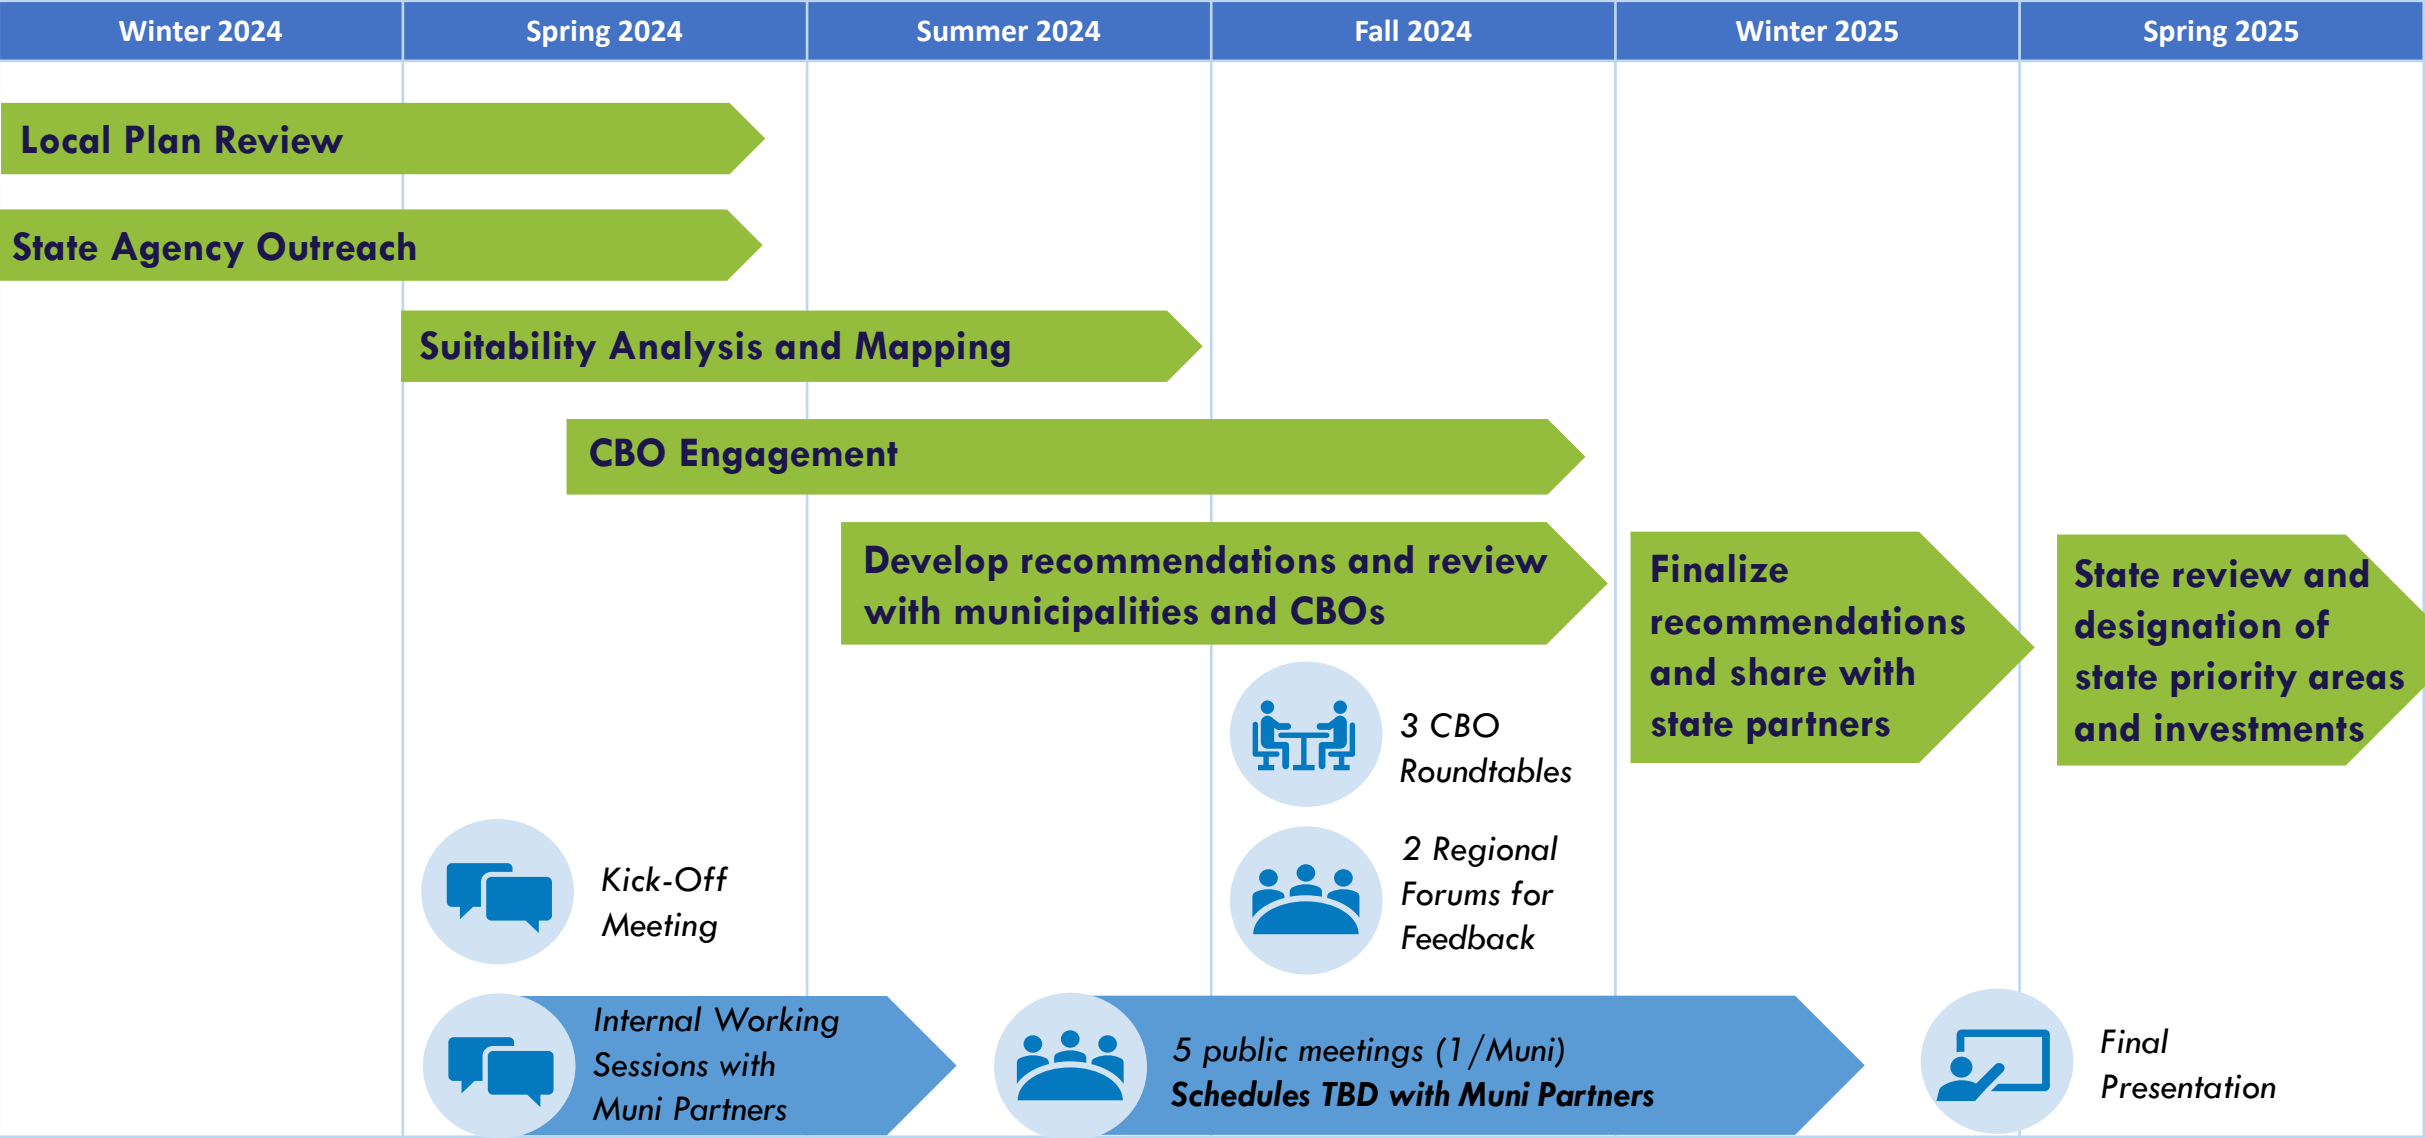 Winter 2024
Spring 2024
Summer 2024
Fall 2024
Winter 2025
Spring 2025
Local Plan Review
State Agency Outreach
Suitability Analysis and Mapping
CBO Engagement
Develop recommendations and review
with municipalities and CBOs
Finalize
recommendations
and share with
state partners
State review and
designation of
state priority areas
and investments
3 CBO
Roundtables
Kick-Off
Meeting
2 Regional
Forums for
Feedback
Internal Working
Sessions with
Muni Partners
5 public meetings (1/Muni)
Schedules TBD with Muni Partners
Final
Presentation